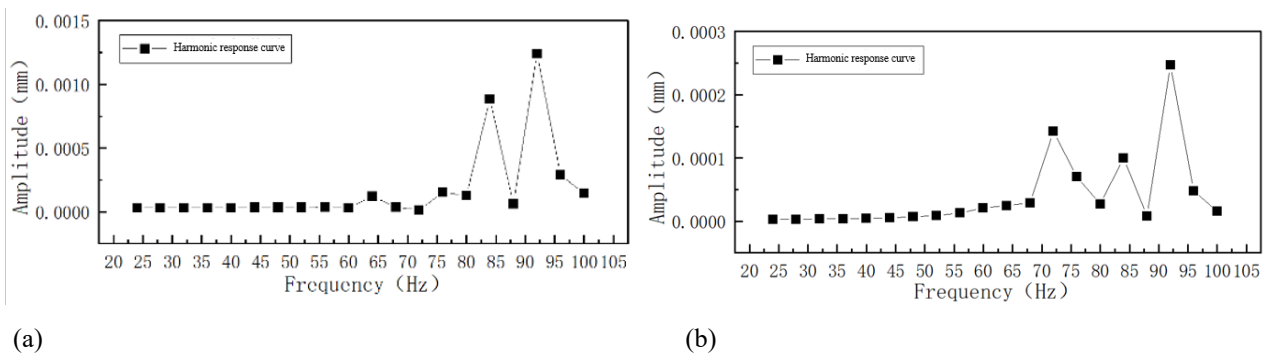 0.0015
0.0010
0.0005
0.0000
Amplitude (mm)
Harmonic response curve
20 25 30 35 40 45 50 55 60 65 70 75 80 85 90 95 100 105
Frequency (Hz)
(a)
0.0003
0.0002
0.0001
0.0000
Amplitude (mm)
Harmonic response curve
20 25 30 35 40 45 50 55 60 65 70 75 80 85 90 95 100 105
Frequency (Hz)
(b)